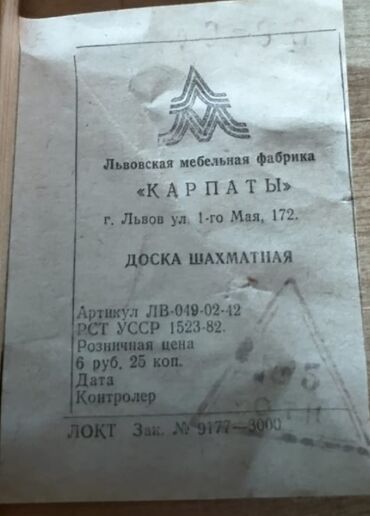 Львовская мебельная фабрика
«КАРПАТЫ»
г. Львов ул. 1-го Мая, 172.
ДОСКА ШАХМАТНАЯ
Артикул ЛВ-049-02-42
РСТ УССР 1523-82.
Розничная цена
6 руб. 25 коп.
Дата
Контролер
ЛОКТ Зак. № 9177—3000